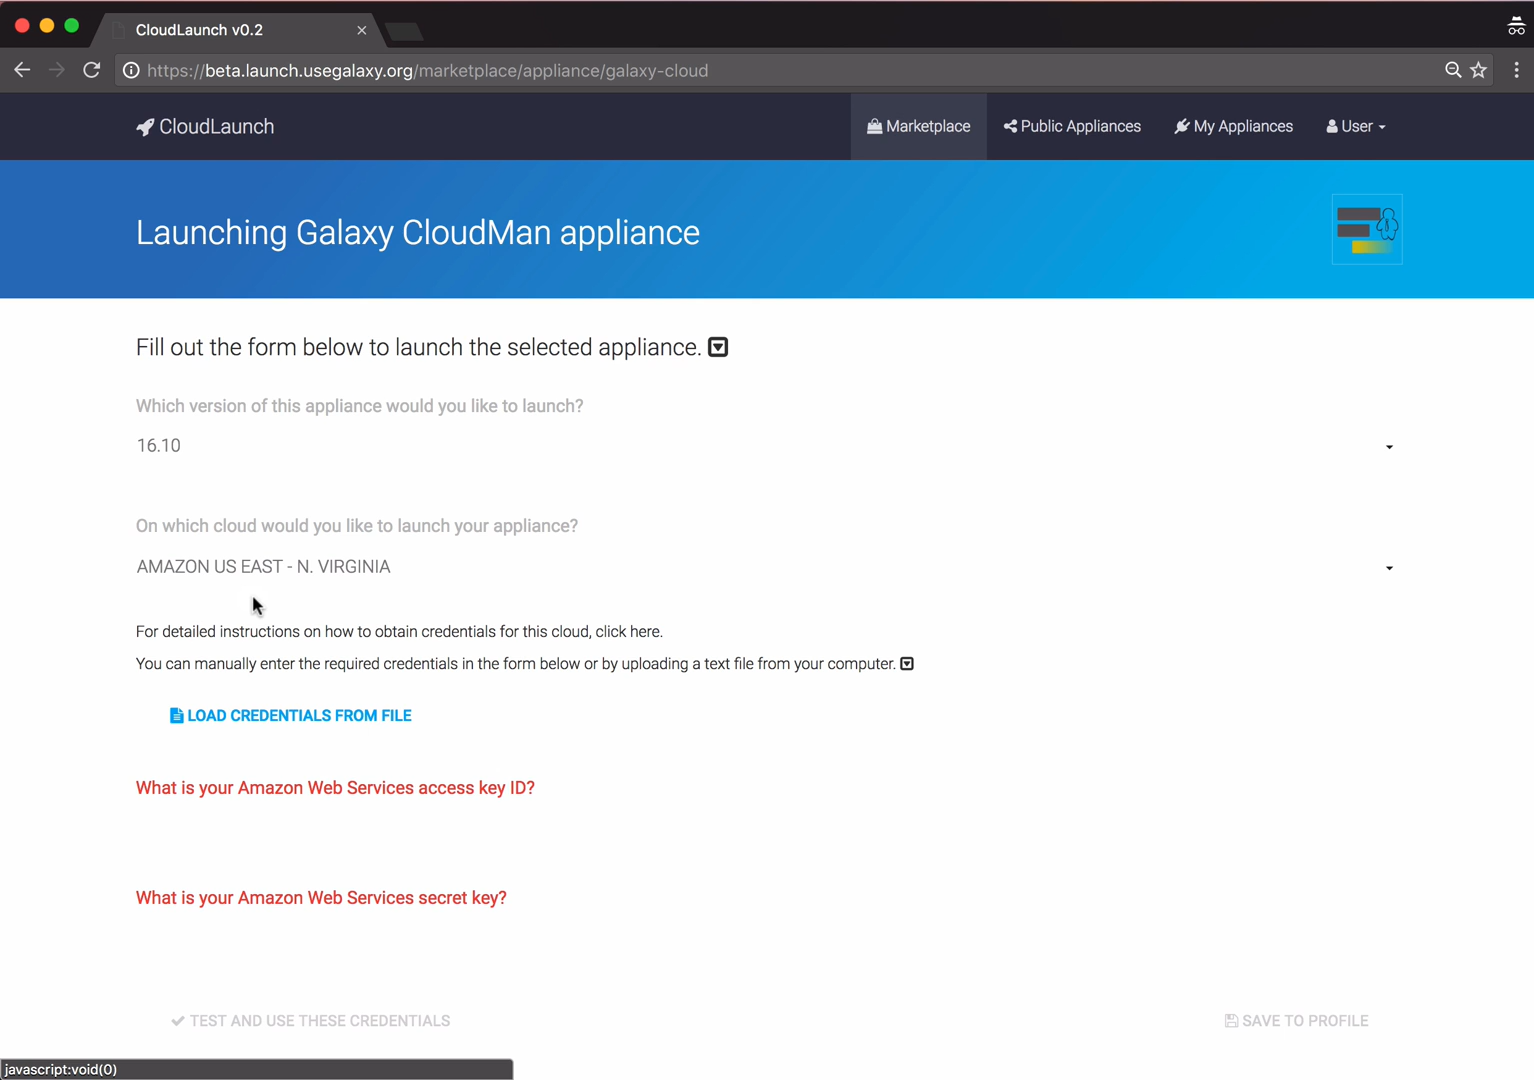 CloudLaunch v0.2
https://beta.launch.usegalaxy.org/marketplace/appliance/galaxy-cloud
CloudLaunch
Marketplace
Public Appliances
My Appliances
User
Launching Galaxy CloudMan appliance
Fill out the form below to launch the selected appliance.
Which version of this appliance would you like to launch?
16.10
On which cloud would you like to launch your appliance?
AMAZON US EAST - N. VIRGINIA
For detailed instructions on how to obtain credentials for this cloud, click here.
You can manually enter the required credentials in the form below or by uploading a text file from your computer.
LOAD CREDENTIALS FROM FILE
What is your Amazon Web Services access key ID?
What is your Amazon Web Services secret key?
TEST AND USE THESE CREDENTIALS
SAVE TO PROFILE
javascript:void(0)